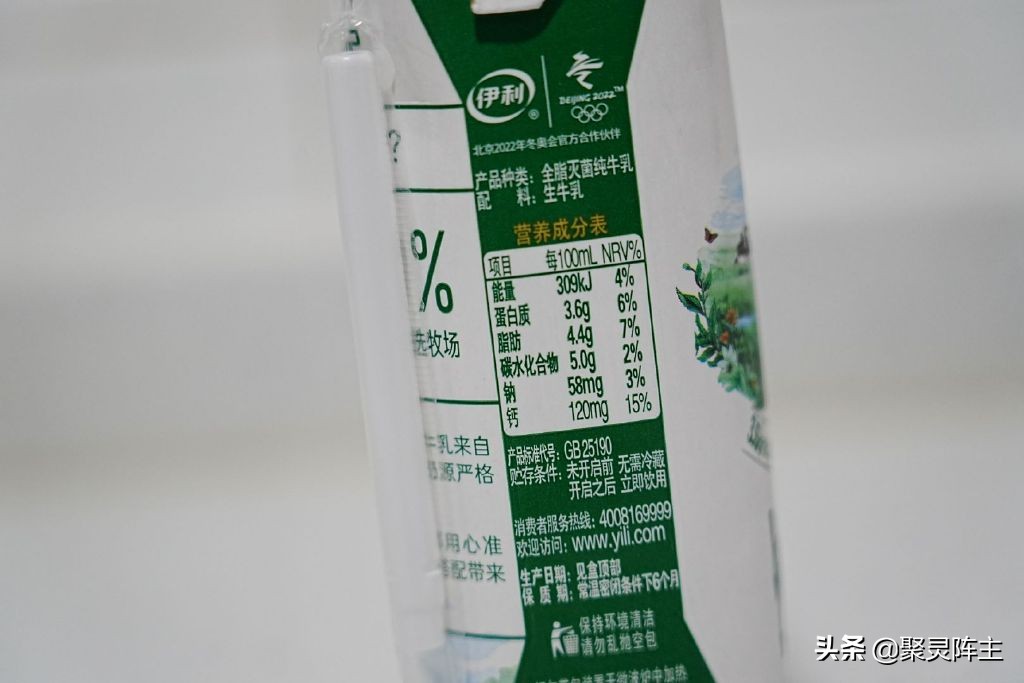 伊利®
BEIJING 2022™
北京2022年冬奥会官方合作伙伴
产品种类：全脂灭菌纯牛乳
配 料：生牛乳
营养成分表
项目 每100mL NRV%
能量 309kJ 4%
蛋白质 3.6g 6%
脂肪 4.4g 7%
碳水化合物 5.0g 2%
钠 58mg 3%
钙 120mg 15%
产品标准代号：GB 25190
贮存条件：未开启前 无需冷藏
开启之后 立即饮用
消费者服务热线：4008169999
欢迎访问：www.yili.com
生产日期：见盒顶部
保 质 期：常温密闭条件下6个月
保持环境清洁
请勿乱抛空包
?
%
选牧场
乳来自
源严格
用心准
配带来
头条 @聚灵阵主